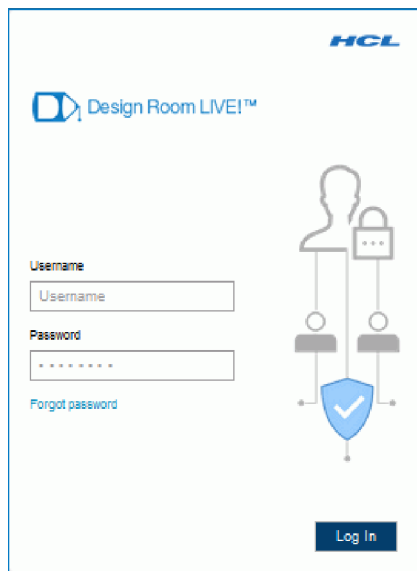 HCL
Design Room LIVE!™
Username
Username
Password
Forgot password
Log In